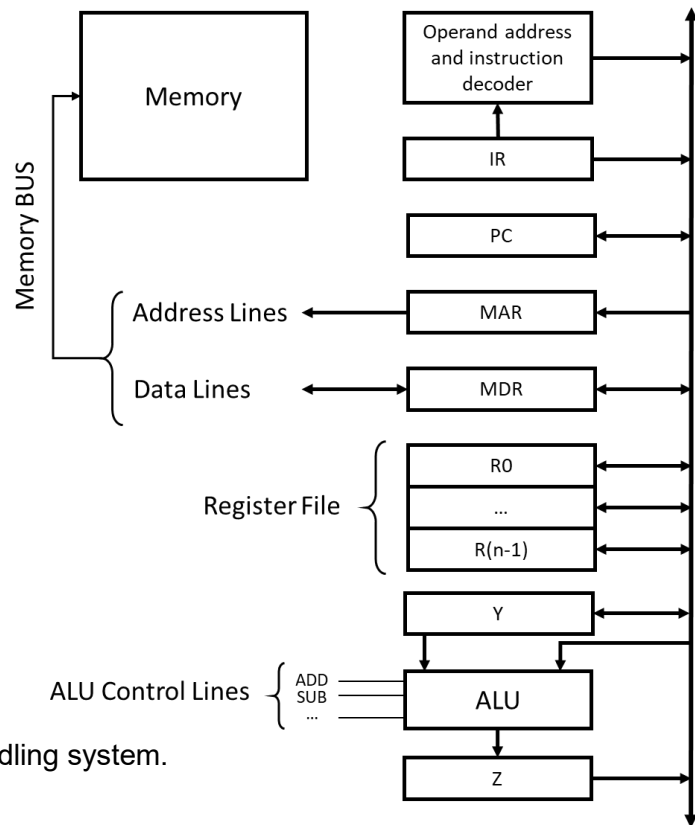 Operand address
and instruction
decoder
Memory
IR
Memory BUS
PC
Address Lines
MAR
Data Lines
MDR
Register File
R0
...
R(n-1)
Y
ALU Control Lines
ADD
SUB
...
ALU
dling system.
Z